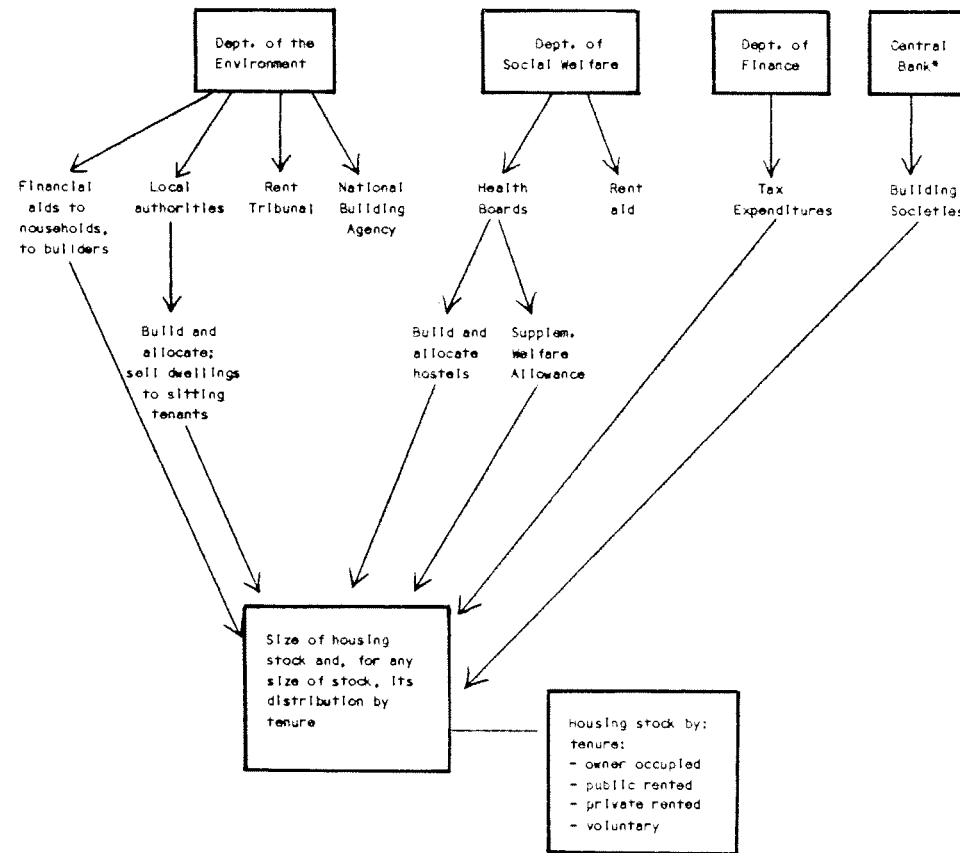 Dept. of the
Environment
Dept. of
Social Welfare
Dept. of
Finance
Central
Bank*
Financial
aids to
households,
to builders
Local
authorities
Rent
Tribunal
National
Building
Agency
Health
Boards
Rent
aid
Tax
Expenditures
Building
Societies
Build and
allocate;
sell dwellings
to sitting
tenants
Build and
allocate
hostels
Supplem.
Welfare
Allowance
Size of housing
stock and, for any
size of stock, its
distribution by
tenure
Housing stock by:
tenure:
- owner occupied
- public rented
- private rented
- voluntary